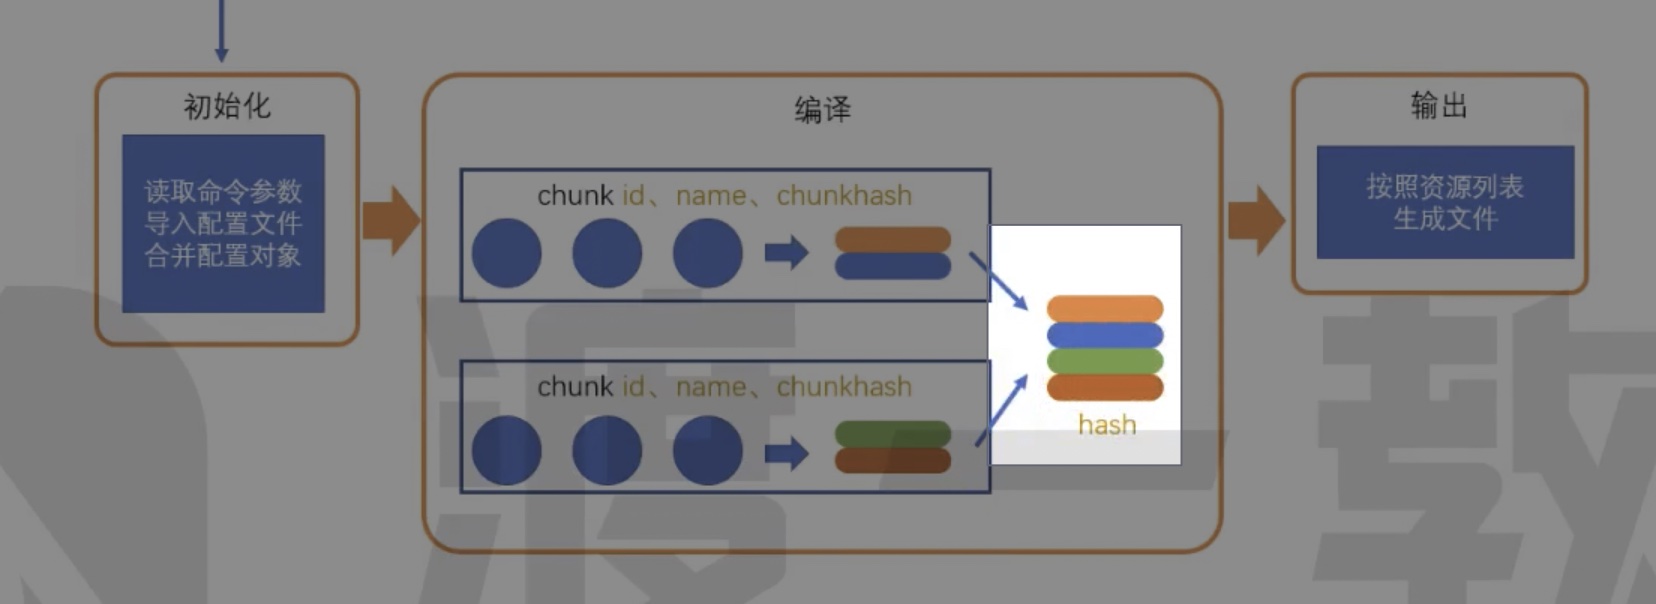 初始化
读取命令参数
导入配置文件
合并配置对象
编译
chunk id、name、chunkhash
chunk id、name、chunkhash
hash
输出
按照资源列表
生成文件